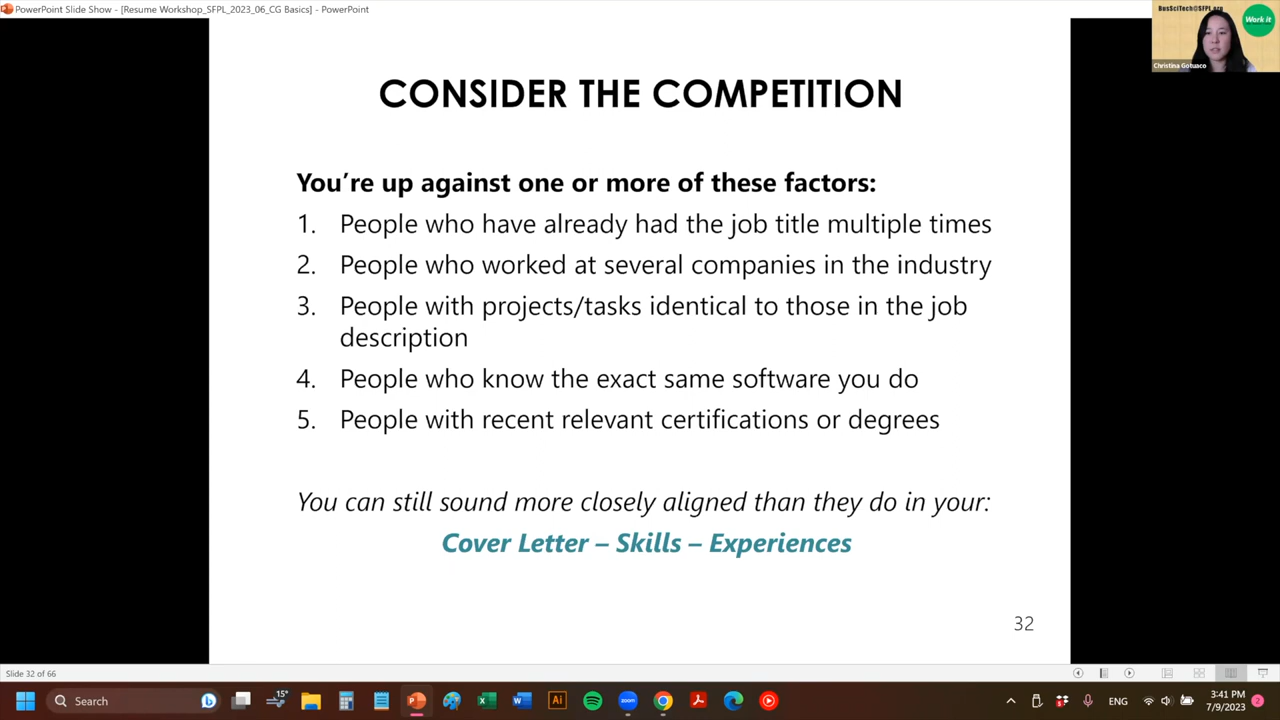 PowerPoint Slide Show - [Resume Workshop_SFPL_2023_06_CG Basics] - PowerPoint
BusSciTech@SFPL.org
Work it
Christina Gotuaco
CONSIDER THE COMPETITION
You're up against one or more of these factors:
1. People who have already had the job title multiple times
2. People who worked at several companies in the industry
3. People with projects/tasks identical to those in the job
description
4. People who know the exact same software you do
5. People with recent relevant certifications or degrees
You can still sound more closely aligned than they do in your:
Cover Letter – Skills – Experiences
32
Slide 32 of 66
Search
15°
Ai
zoom
ENG
3:41 PM
7/9/2023
2